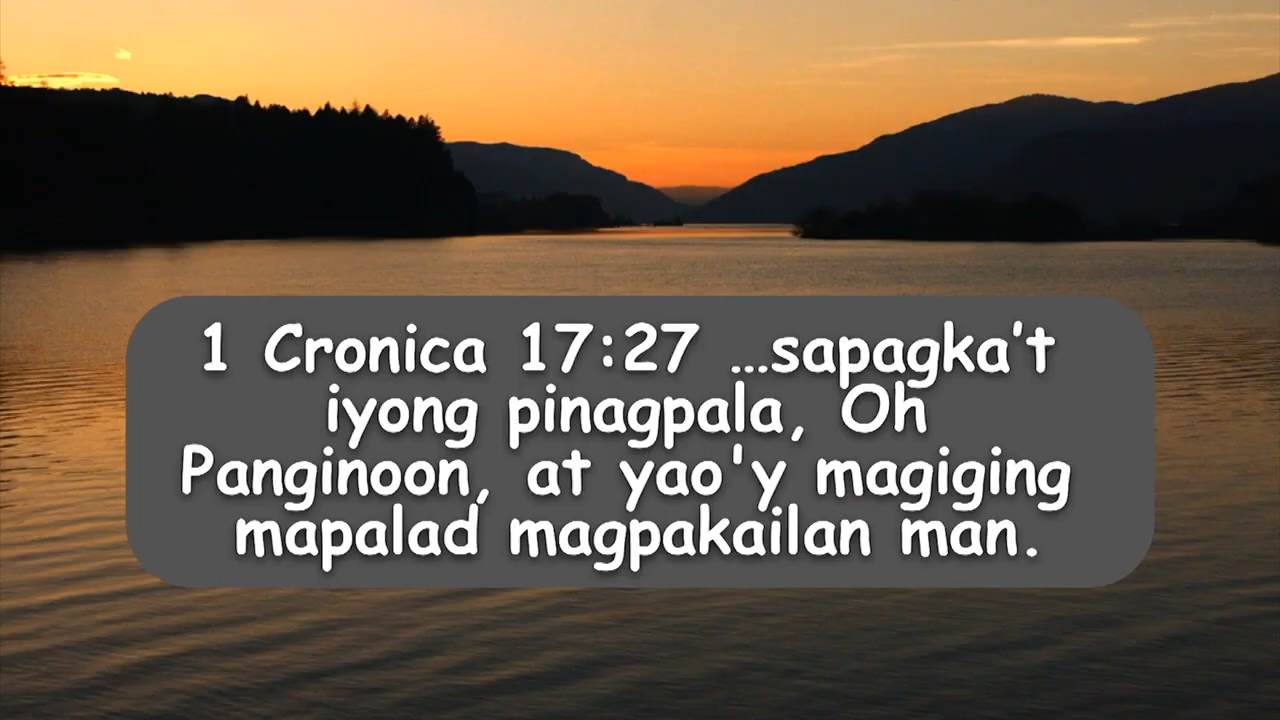 1 Cronica 17:27 …sapagka’t
iyong pinagpala, Oh
Panginoon, at yao'y magiging
mapalad magpakailan man.